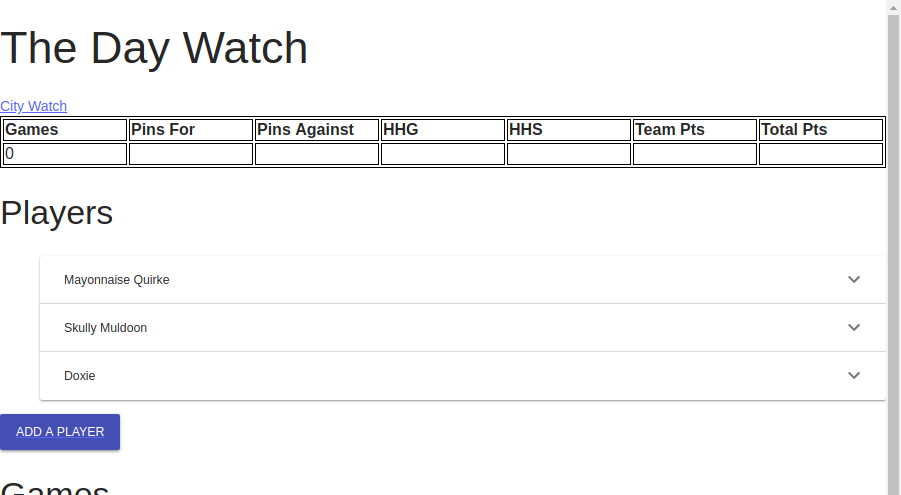 The Day Watch
City Watch
Games Pins For Pins Against HHG HHS Team Pts Total Pts
0
Players
Mayonnaise Quirke
Skully Muldoon
Doxie
ADD A PLAYER
Games